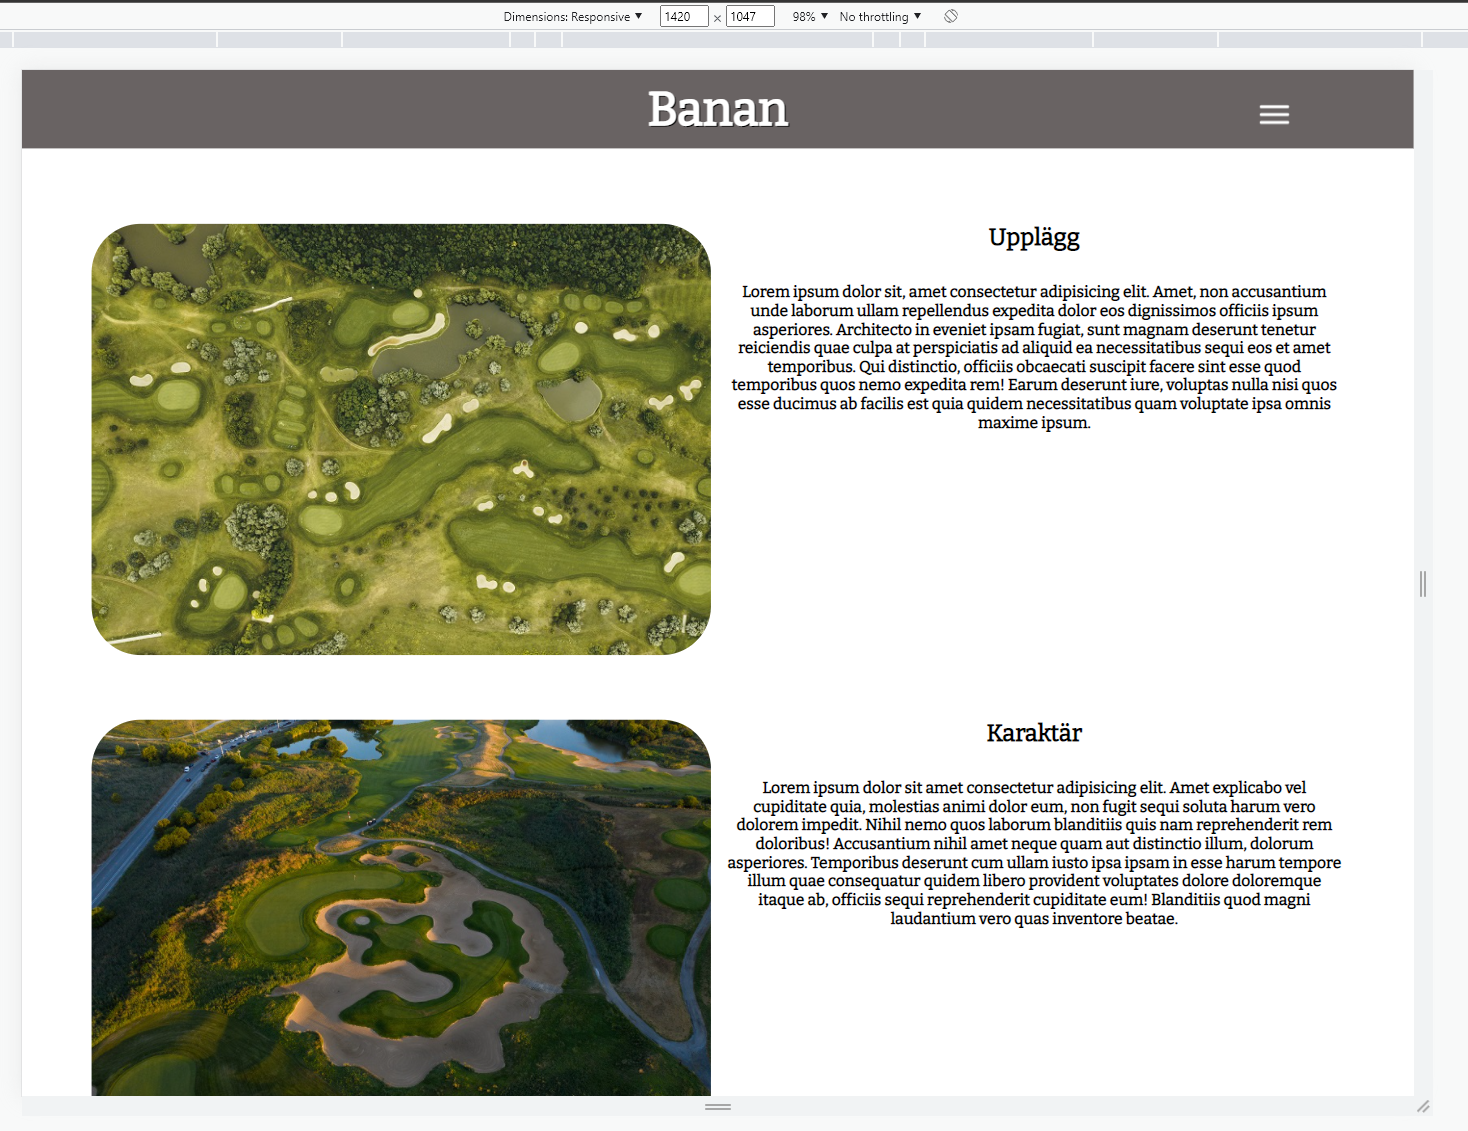 Dimensions: Responsive ▼ 1420 × 1047 98% ▼ No throttling ▼
Banan
Upplägg
Lorem ipsum dolor sit, amet consectetur adipisicing elit. Amet, non accusantium
unde laborum ullam repellendus expedita dolor eos dignissimos officiis ipsum
asperiores. Architecto in eveniet ipsam fugiat, sunt magnam deserunt tenetur
reiciendis quae culpa at perspiciatis ad aliquid ea necessitatibus sequi eos et amet
temporibus. Qui distinctio, officiis obcaecati suscipit facere sint esse quod
temporibus quos nemo expedita rem! Earum deserunt iure, voluptas nulla nisi quos
esse ducimus ab facilis est quia quidem necessitatibus quam voluptate ipsa omnis
maxime ipsum.
Karaktär
Lorem ipsum dolor sit amet consectetur adipisicing elit. Amet explicabo vel
cupiditate quia, molestias animi dolor eum, non fugit sequi soluta harum vero
dolorem impedit. Nihil nemo quos laborum blanditiis quis nam reprehenderit rem
doloribus! Accusantium nihil amet neque quam aut distinctio illum, dolorum
asperiores. Temporibus deserunt cum ullam iusto ipsa ipsam in esse harum tempore
illum quae consequatur quidem libero provident voluptates dolore doloremque
itaque ab, officiis sequi reprehenderit cupiditate eum! Blanditiis quod magni
laudantium vero quas inventore beatae.